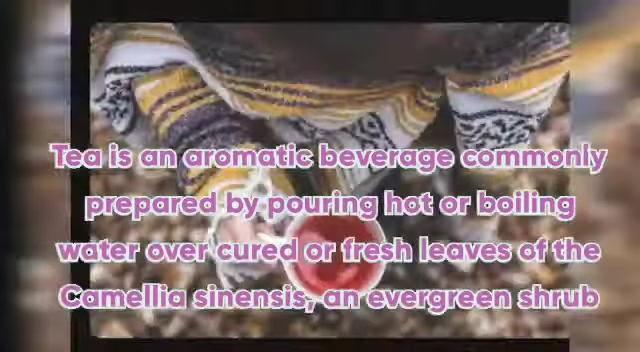 Tea is an aromatic beverage commonly
prepared by pouring hot or boiling
water over cured or fresh leaves of the
Camellia sinensis, an evergreen shrub